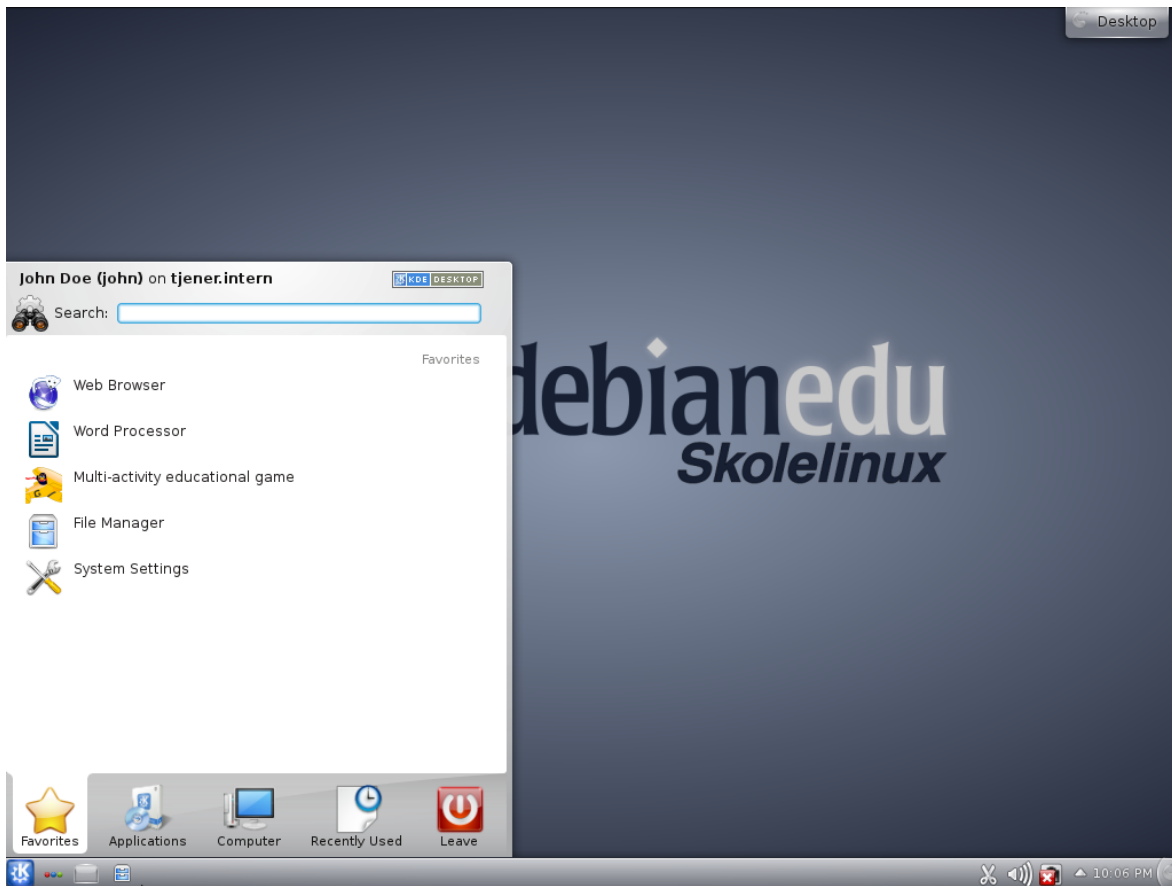 Desktop
John Doe (john) on tjener.intern
KDE DESKTOP
Search:
Favorites
Web Browser
Word Processor
Multi-activity educational game
File Manager
System Settings
debianedu
Skolelinux
Favorites Applications Computer Recently Used Leave
10:06 PM